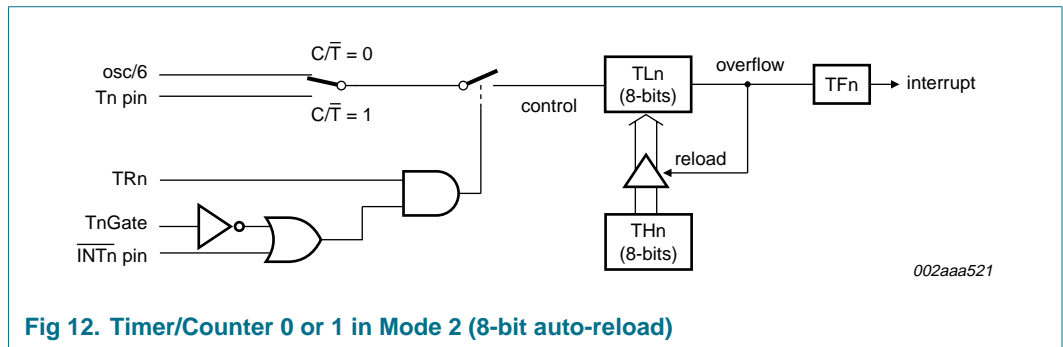 C/T̅ = 0
osc/6
Tn pin
C/T̅ = 1
control
TLn
(8-bits)
overflow
TFn
interrupt
reload
TRn
TnGate
I̅N̅T̅n̅ pin
THn
(8-bits)
002aaa521
Fig 12. Timer/Counter 0 or 1 in Mode 2 (8-bit auto-reload)